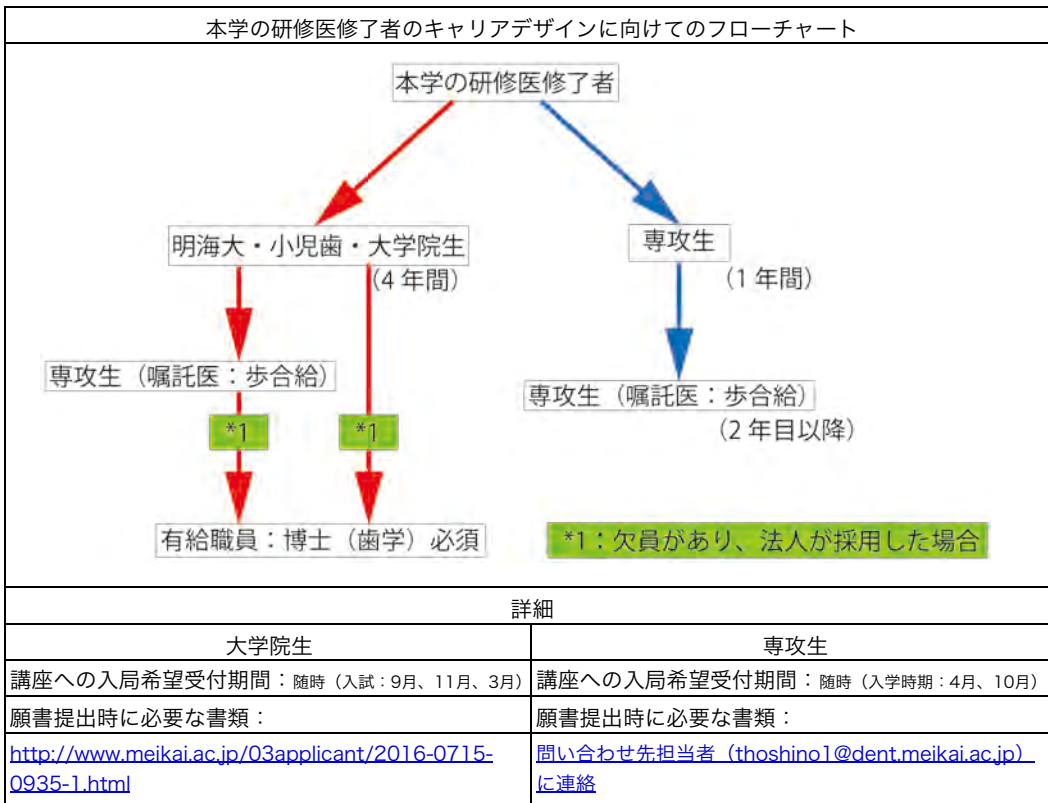 本学の研修医修了者のキャリアデザインに向けてのフローチャート
本学の研修医修了者
明海大・小児歯・大学院生
(4年間)
専攻生
(1年間)
専攻生(嘱託医:歩合給)
専攻生(嘱託医:歩合給)
(2年目以降)
*1
*1
有給職員:博士(歯学)必須
*1:欠員があり、法人が採用した場合
詳細
大学院生
専攻生
講座への入局希望受付期間:随時(入試:9月、11月、3月)
講座への入局希望受付期間:随時(入学時期:4月、10月)
願書提出時に必要な書類:
願書提出時に必要な書類:
http://www.meikai.ac.jp/03applicant/2016-0715-
0935-1.html
問い合わせ先担当者(thoshino1@dent.meikai.ac.jp)
に連絡